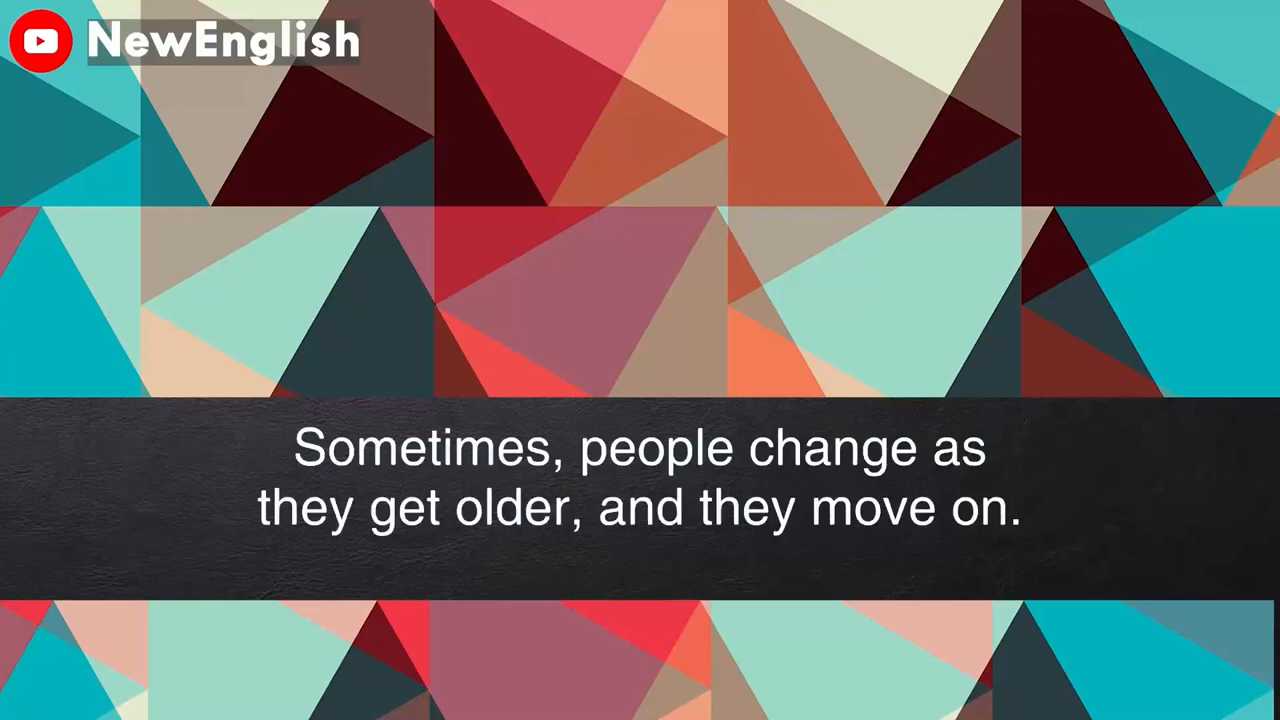 NewEnglish
Sometimes, people change as
they get older, and they move on.